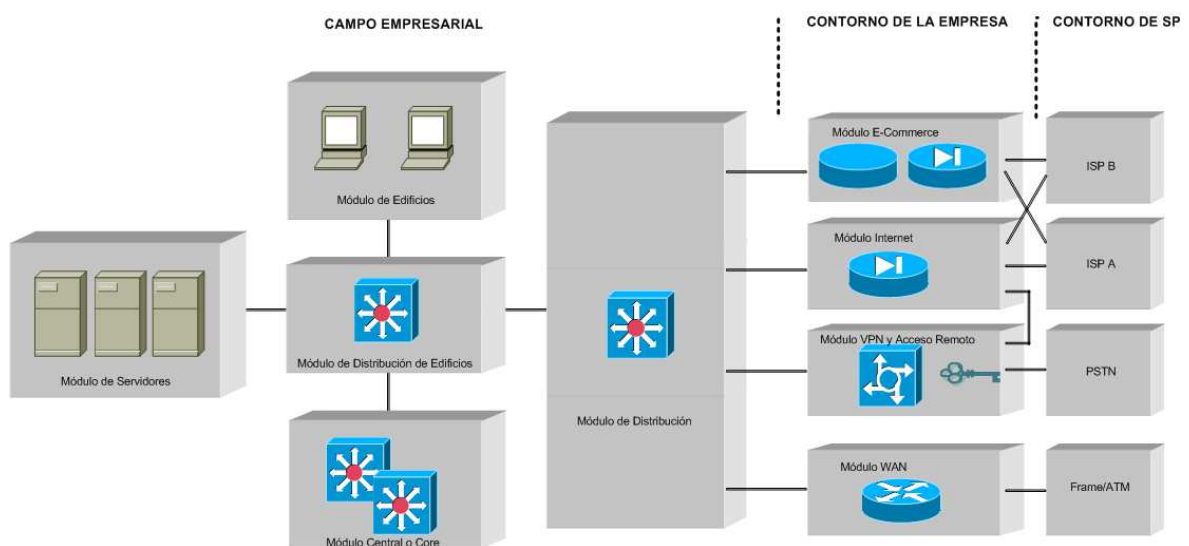 CAMPO EMPRESARIAL
CONTORNO DE LA EMPRESA
CONTORNO DE SP
Módulo de Edificios
Módulo de Servidores
Módulo de Distribución de Edificios
Módulo Central o Core
Módulo de Distribución
Módulo E-Commerce
Módulo Internet
Módulo VPN y Acceso Remoto
Módulo WAN
ISP B
ISP A
PSTN
Frame/ATM